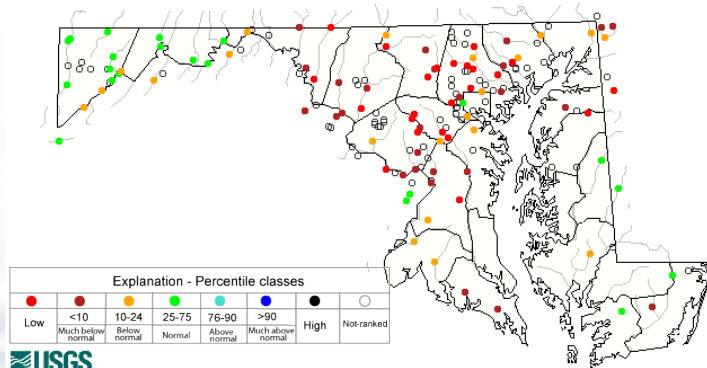 Explanation - Percentile classes
Low
<10
Much below
normal
10-24
Below
normal
25-75
Normal
76-90
Above
normal
>90
Much above
normal
High
Not-ranked
USGS